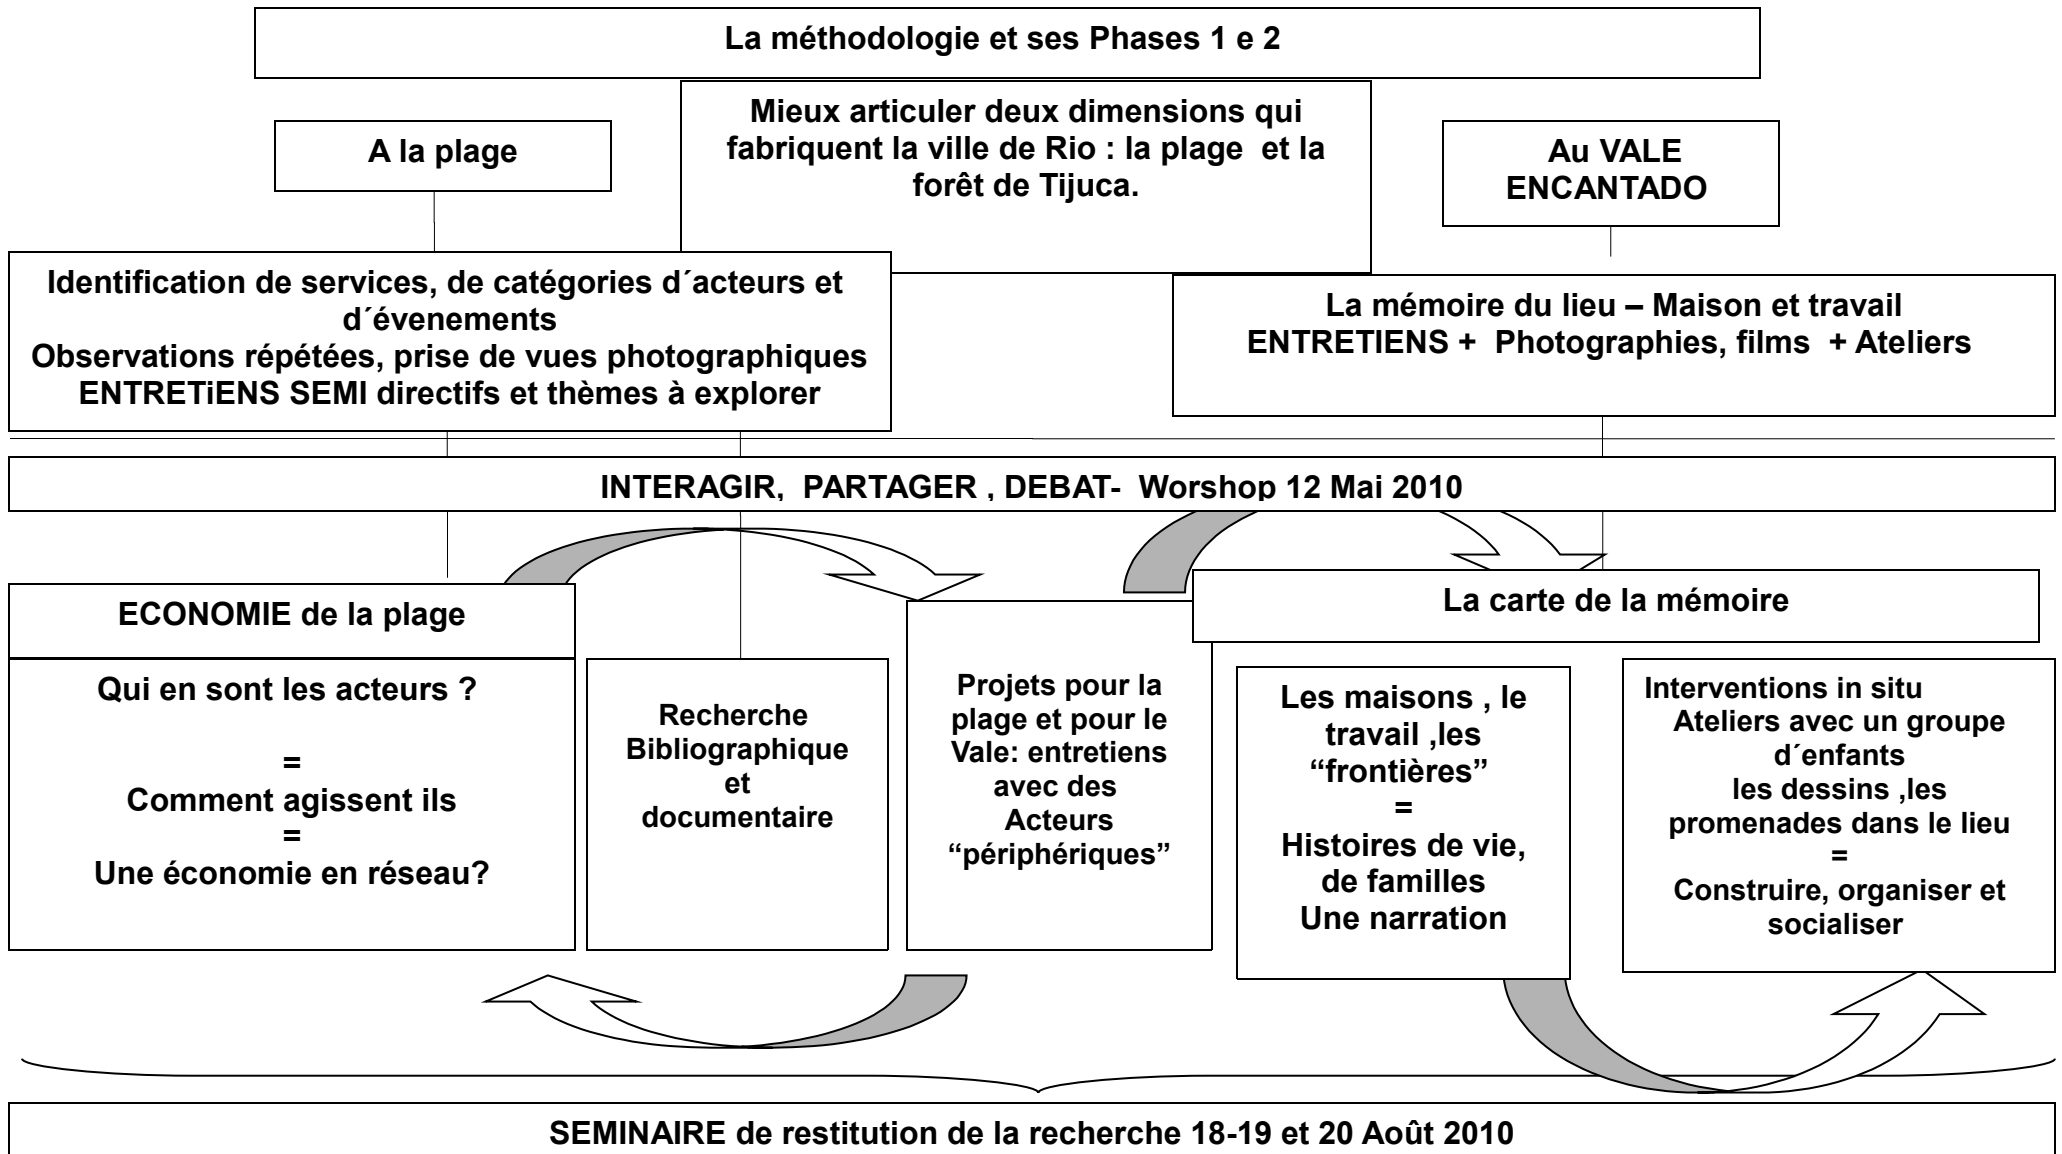 La méthodologie et ses Phases 1 e 2
Mieux articuler deux dimensions qui
fabriquent la ville de Rio : la plage et la
forêt de Tijuca.
A la plage
Au VALE
ENCANTADO
Identification de services, de catégories d´acteurs et
d´évenements
Observations répétées, prise de vues photographiques
ENTRETiENS SEMI directifs et thèmes à explorer
La mémoire du lieu – Maison et travail
ENTRETIENS + Photographies, films + Ateliers
INTERAGIR, PARTAGER , DEBAT- Worshop 12 Mai 2010
ECONOMIE de la plage
Qui en sont les acteurs ?
=
Comment agissent ils
=
Une économie en réseau?
Recherche
Bibliographique
et
documentaire
Projets pour la
plage et pour le
Vale: entretiens
avec des
Acteurs
“périphériques”
La carte de la mémoire
Les maisons , le
travail ,les
“frontières”
=
Histoires de vie,
de familles
Une narration
Interventions in situ
Ateliers avec un groupe
d´enfants
les dessins ,les
promenades dans le lieu
=
Construire, organiser et
socialiser
SEMINAIRE de restitution de la recherche 18-19 et 20 Août 2010